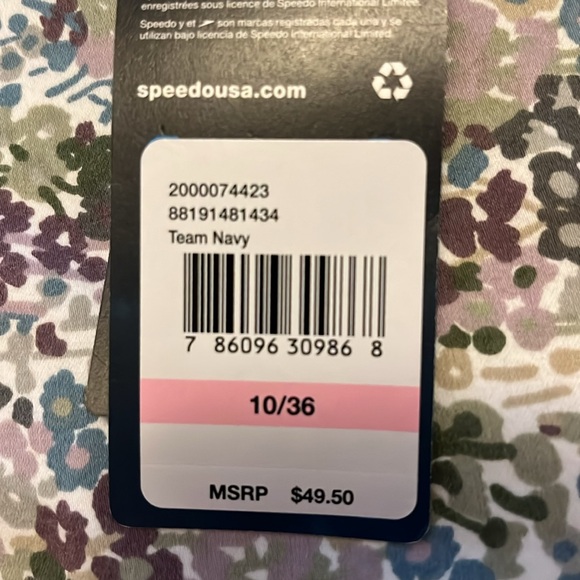 enregistrées sous licence de Speedo International Limitée.
Speedo y et son marcas registradas cada una y se
utilizan bajo licencia de Speedo International Limited.
speedousa.com
2000074423
88191481434
Team Navy
7 86096 30986 8
10/36
MSRP $49.50